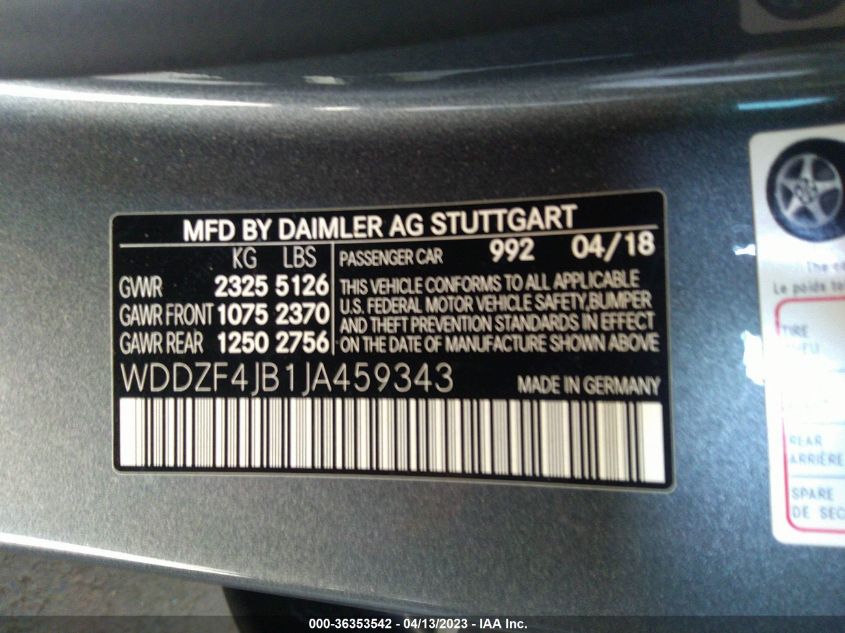 MFD BY DAIMLER AG STUTTGART
KG LBS
GVWR 2325 5126
GAWR FRONT 1075 2370
GAWR REAR 1250 2756
PASSENGER CAR 992 04/18
THIS VEHICLE CONFORMS TO ALL APPLICABLE
U.S. FEDERAL MOTOR VEHICLE SAFETY, BUMPER
AND THEFT PREVENTION STANDARDS IN EFFECT
ON THE DATE OF MANUFACTURE SHOWN ABOVE
WDDZF4JB1JA459343 MADE IN GERMANY
The
Le poids
TIRE
REAR
ARRIÈRE
SPARE
DE
000-36353542 - 04/13/2023 - IAA Inc.